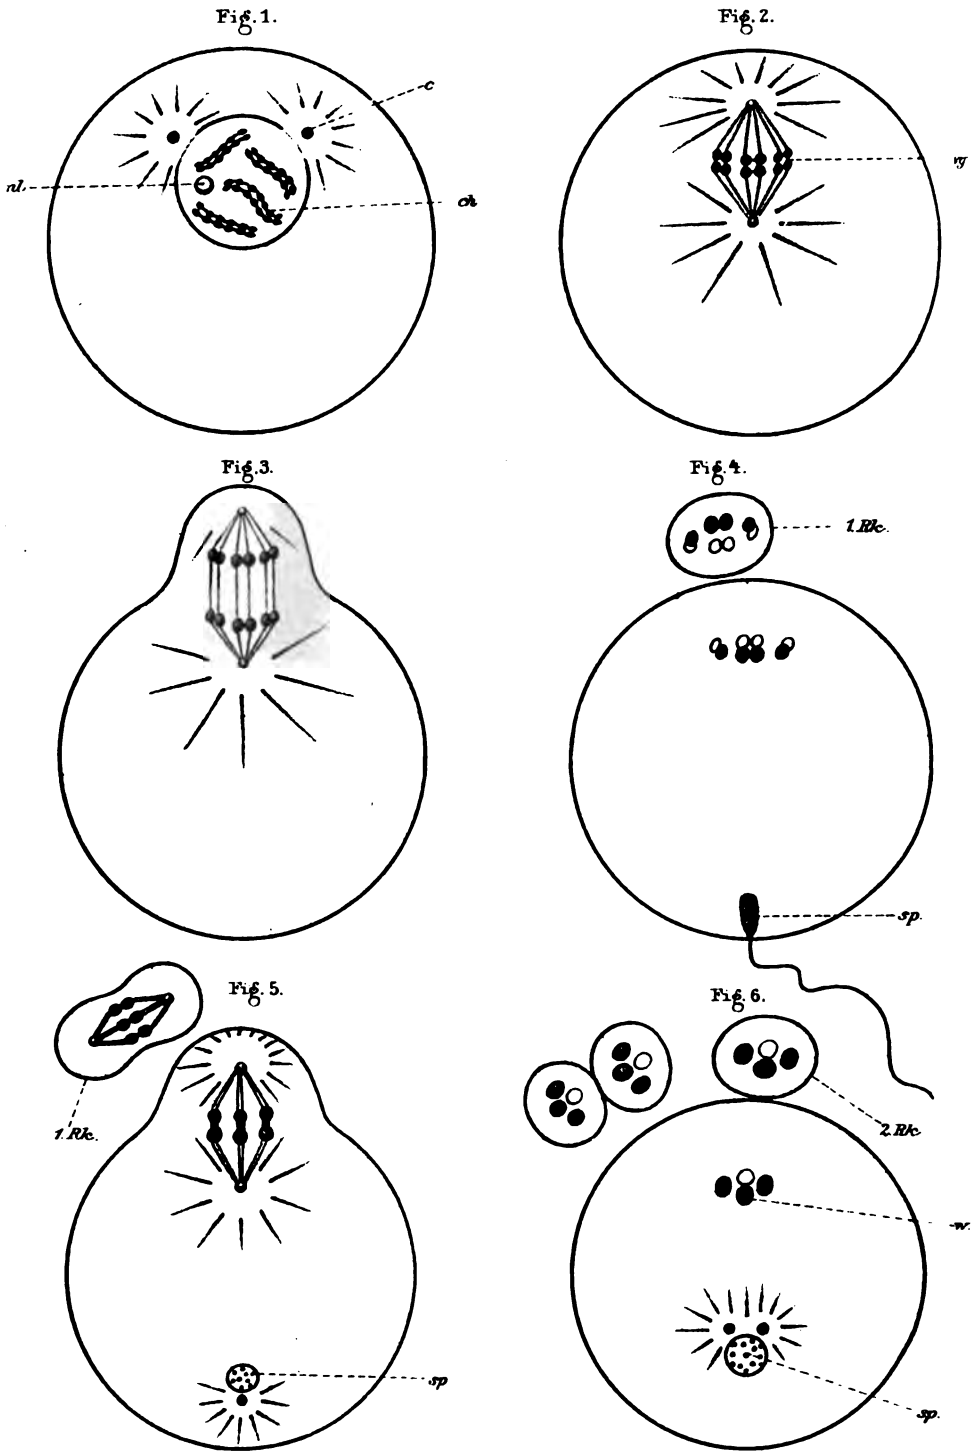 Fig. 1.
Fig. 2.
c
nl.
ch
vg
Fig. 3.
Fig. 4.
1. Rk.
sp.
Fig. 5.
Fig. 6.
1. Rk.
2. Rk
w.
sp
sp.